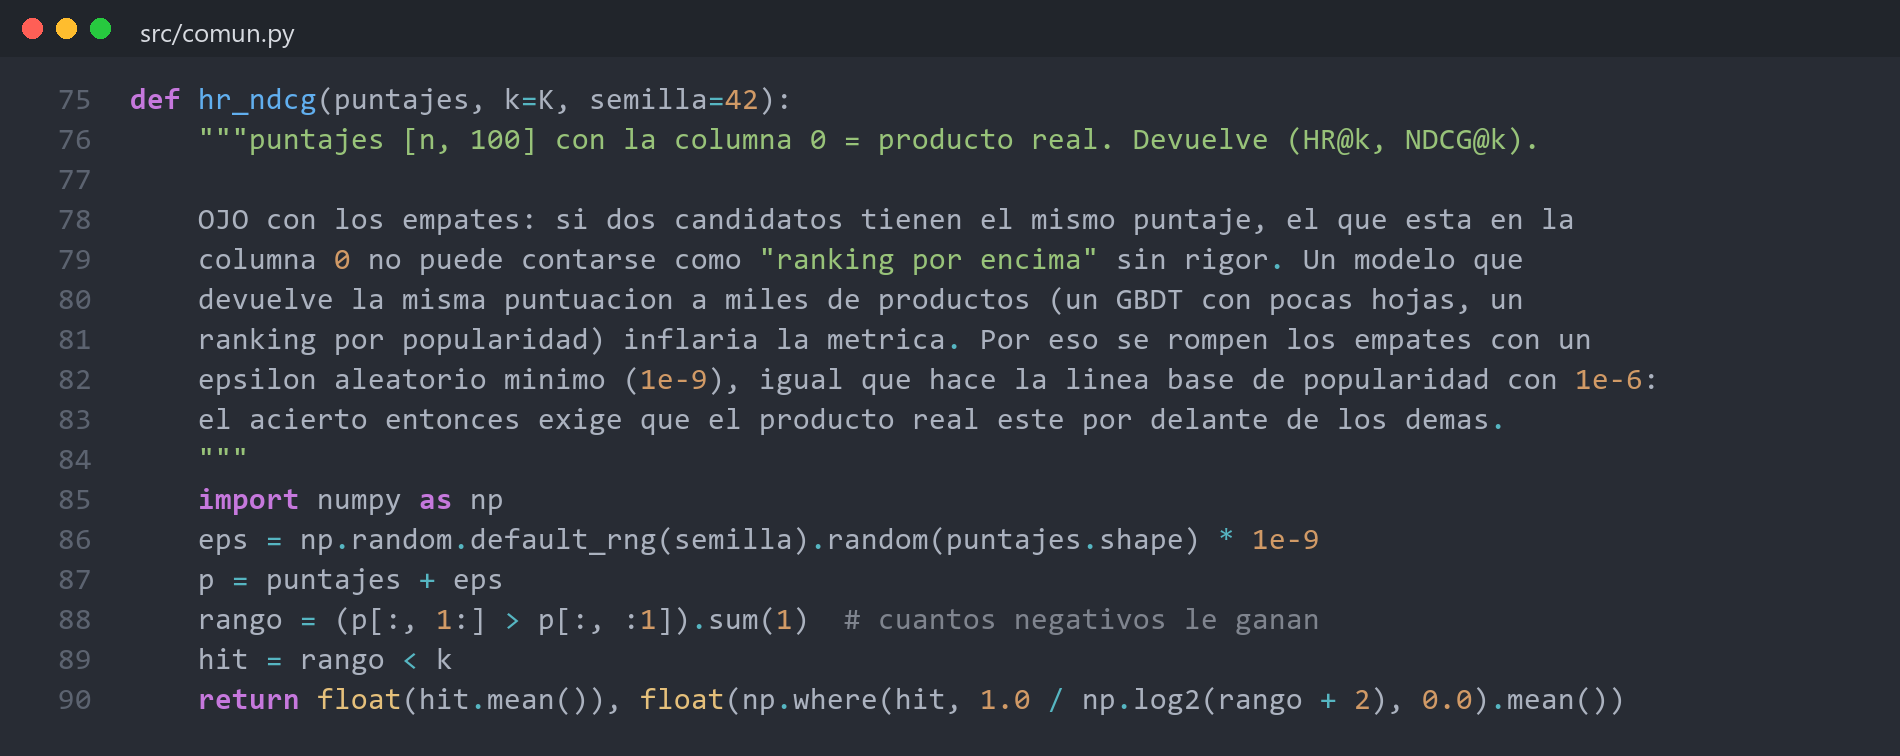 src/comun.py
75 def hr_ndcg(puntajes, k=K, semilla=42):
76     """puntajes [n, 100] con la columna 0 = producto real. Devuelve (HR@k, NDCG@k).
77
78     OJO con los empates: si dos candidatos tienen el mismo puntaje, el que esta en la
79     columna 0 no puede contarse como "ranking por encima" sin rigor. Un modelo que
80     devuelve la misma puntuacion a miles de productos (un GBDT con pocas hojas, un
81     ranking por popularidad) inflaria la metrica. Por eso se rompen los empates con un
82     epsilon aleatorio minimo (1e-9), igual que hace la linea base de popularidad con 1e-6:
83     el acierto entonces exige que el producto real este por delante de los demas.
84     """
85     import numpy as np
86     eps = np.random.default_rng(semilla).random(puntajes.shape) * 1e-9
87     p = puntajes + eps
88     rango = (p[:, 1:] > p[:, :1]).sum(1)  # cuantos negativos le ganan
89     hit = rango < k
90     return float(hit.mean()), float(np.where(hit, 1.0 / np.log2(rango + 2), 0.0).mean())